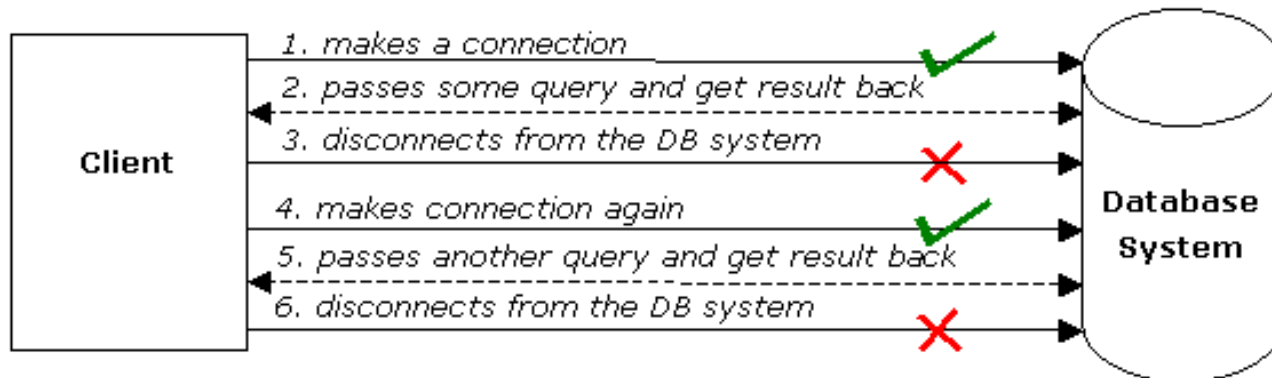 1. makes a connection
2. passes some query and get result back
3. disconnects from the DB system
Client
4. makes connection again
Database
System
5. passes another query and get result back
6. disconnects from the DB system